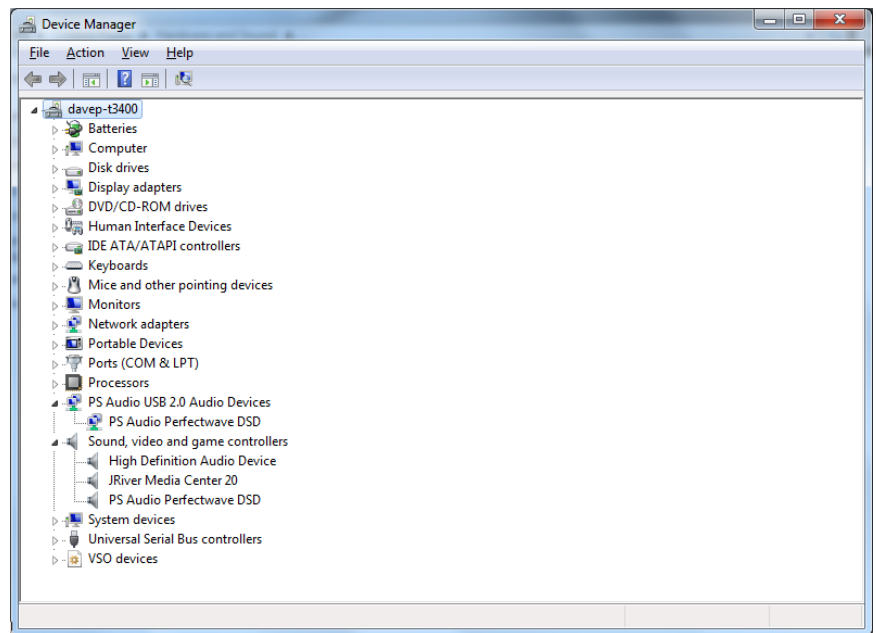 Device Manager
File Action View Help
davep-t3400
Batteries
Computer
Disk drives
Display adapters
DVD/CD-ROM drives
Human Interface Devices
IDE ATA/ATAPI controllers
Keyboards
Mice and other pointing devices
Monitors
Network adapters
Portable Devices
Ports (COM & LPT)
Processors
PS Audio USB 2.0 Audio Devices
PS Audio Perfectwave DSD
Sound, video and game controllers
High Definition Audio Device
JRiver Media Center 20
PS Audio Perfectwave DSD
System devices
Universal Serial Bus controllers
VSO devices